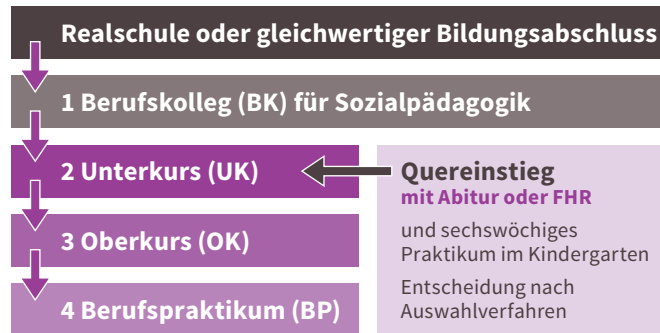 Realschule oder gleichwertiger Bildungsabschluss
1 Berufskolleg (BK) für Sozialpädagogik
2 Unterkurs (UK)
3 Oberkurs (OK)
4 Berufspraktikum (BP)
Quereinstieg
mit Abitur oder FHR
und sechswöchiges
Praktikum im Kindergarten
Entscheidung nach
Auswahlverfahren